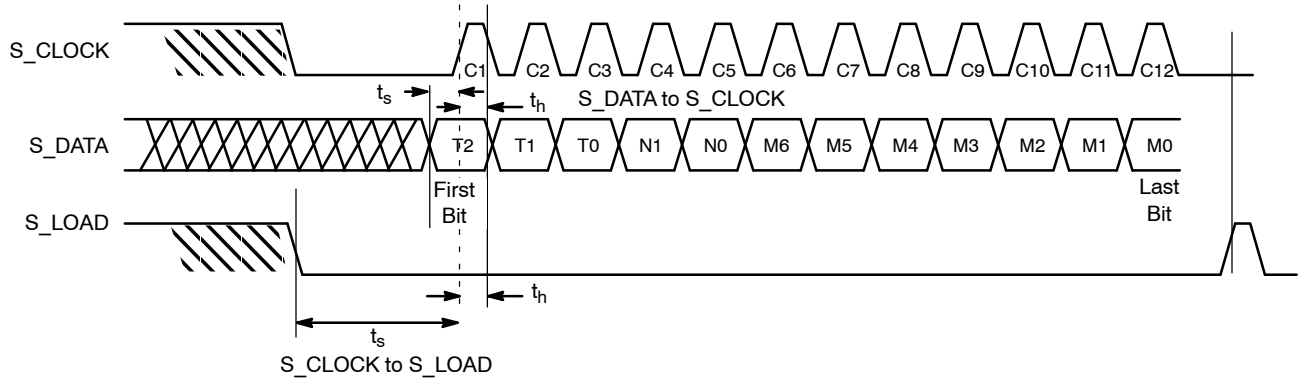 S_CLOCK
C1 C2 C3 C4 C5 C6 C7 C8 C9 C10 C11 C12
ts
th
S_DATA to S_CLOCK
S_DATA
T2 T1 T0 N1 N0 M6 M5 M4 M3 M2 M1 M0
First
Bit
Last
Bit
S_LOAD
th
ts
S_CLOCK to S_LOAD